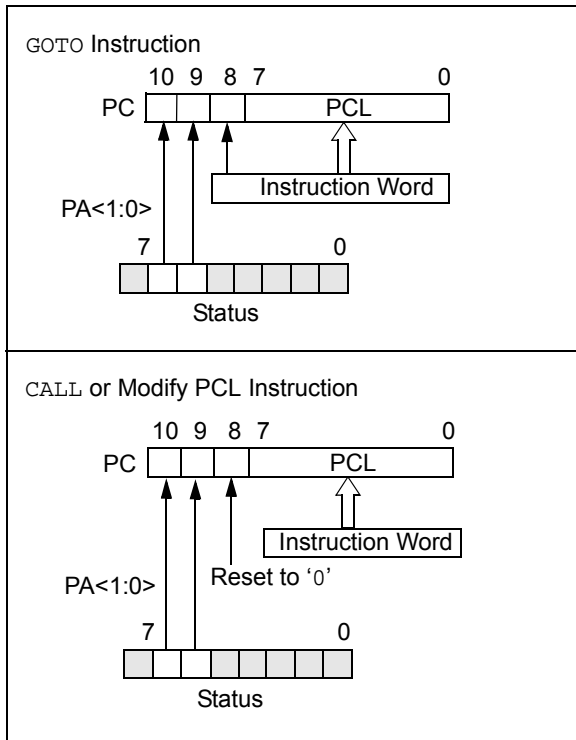 GOTO Instruction
10 9 8 7 0
PC PCL
Instruction Word
PA<1:0>
7 0
Status
CALL or Modify PCL Instruction
10 9 8 7 0
PC PCL
Instruction Word
Reset to ‘0’
PA<1:0>
7 0
Status